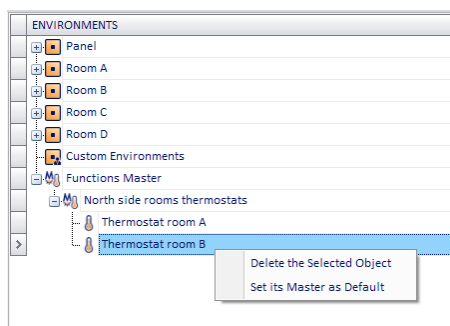 ENVIRONMENTS
Panel
Room A
Room B
Room C
Room D
Custom Environments
Functions Master
North side rooms thermostats
Thermostat room A
Thermostat room B
Delete the Selected Object
Set its Master as Default